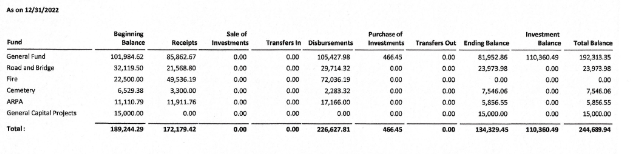 As on 12/31/2022
Beginning Sale of Purchase of Investment
Fund Balance Receipts Investments Transfers In Disbursements Investments Transfers Out Ending Balance Balance Total Balance
General Fund 101,984.62 85,862.67 0.00 0.00 105,427.98 466.45 0.00 81,952.86 110,360.49 192,313.35
Road and Bridge 32,119.50 21,568.80 0.00 0.00 29,714.32 0.00 0.00 23,973.98 0.00 23,973.98
Fire 22,500.00 49,536.19 0.00 0.00 72,036.19 0.00 0.00 0.00 0.00 0.00
Cemetery 6,529.38 3,300.00 0.00 0.00 2,283.32 0.00 0.00 7,546.06 0.00 7,546.06
ARPA 11,110.79 11,911.76 0.00 0.00 17,166.00 0.00 0.00 5,856.55 0.00 5,856.55
General Capital Projects 15,000.00 0.00 0.00 0.00 0.00 0.00 0.00 15,000.00 0.00 15,000.00
Total : 189,244.29 172,179.42 0.00 0.00 226,627.81 466.45 0.00 134,329.45 110,360.49 244,689.94